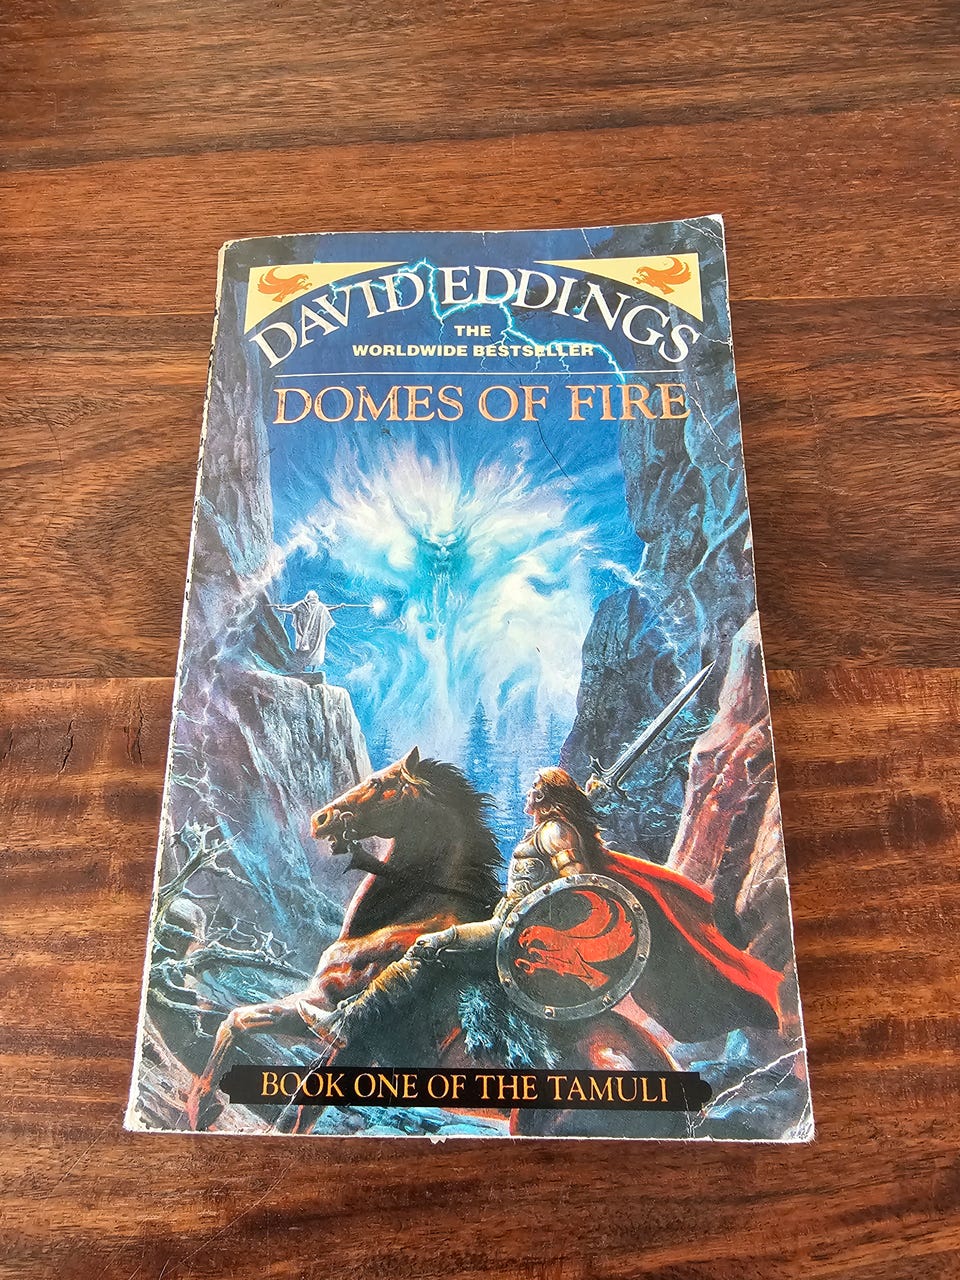 DAVID EDDINGS
THE
WORLDWIDE BESTSELLER
DOMES OF FIRE
BOOK ONE OF THE TAMULI